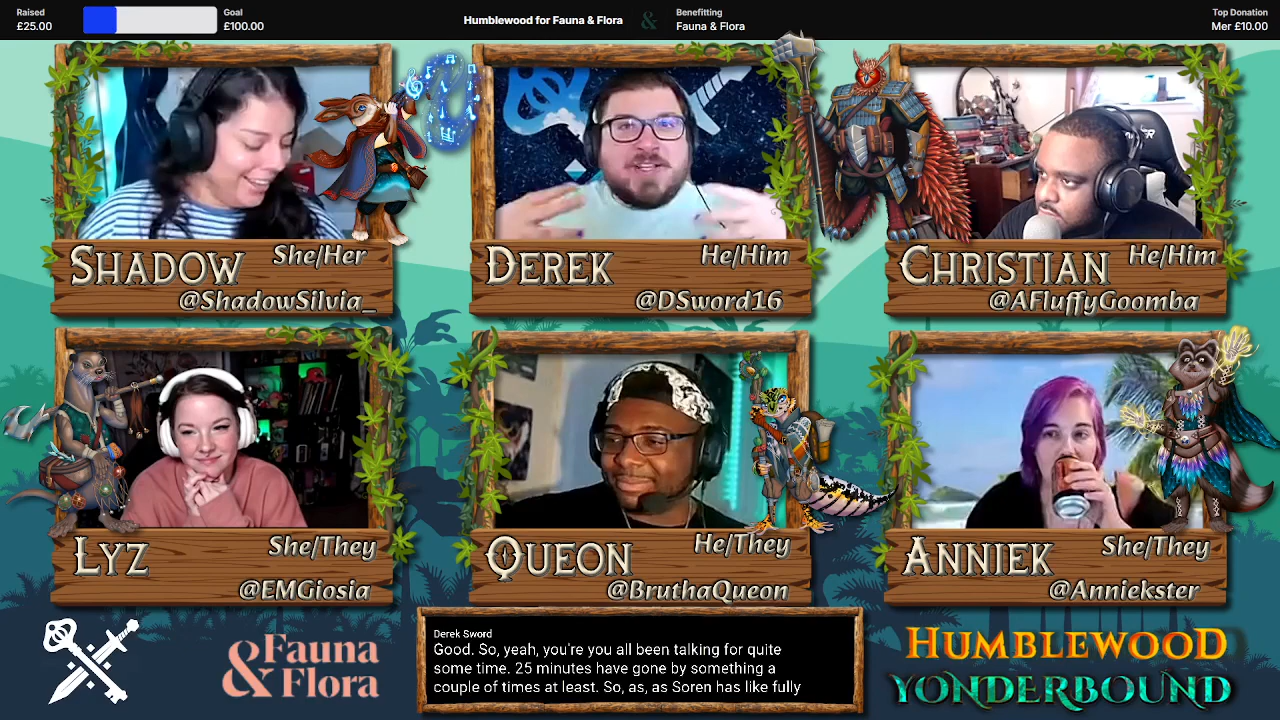 Raised
£25.00
Goal
£100.00
Humblewood for Fauna & Flora
&
Benefitting
Fauna & Flora
Top Donation
Mer £10.00
Shadow
She/Her
@ShadowSilvia_
Derek
He/Him
@DSword16
Christian
He/Him
@AFluffyGoomba
Lyz
She/They
@EMGiosia
Queon
He/They
@BruthaQueon
Anniek
She/They
@Anniekster
Fauna
& Flora
Derek Sword
Good. So, yeah, you're you all been talking for quite
some time. 25 minutes have gone by something a
couple of times at least. So, as, as Soren has like fully
Humblewood
Yonderbound